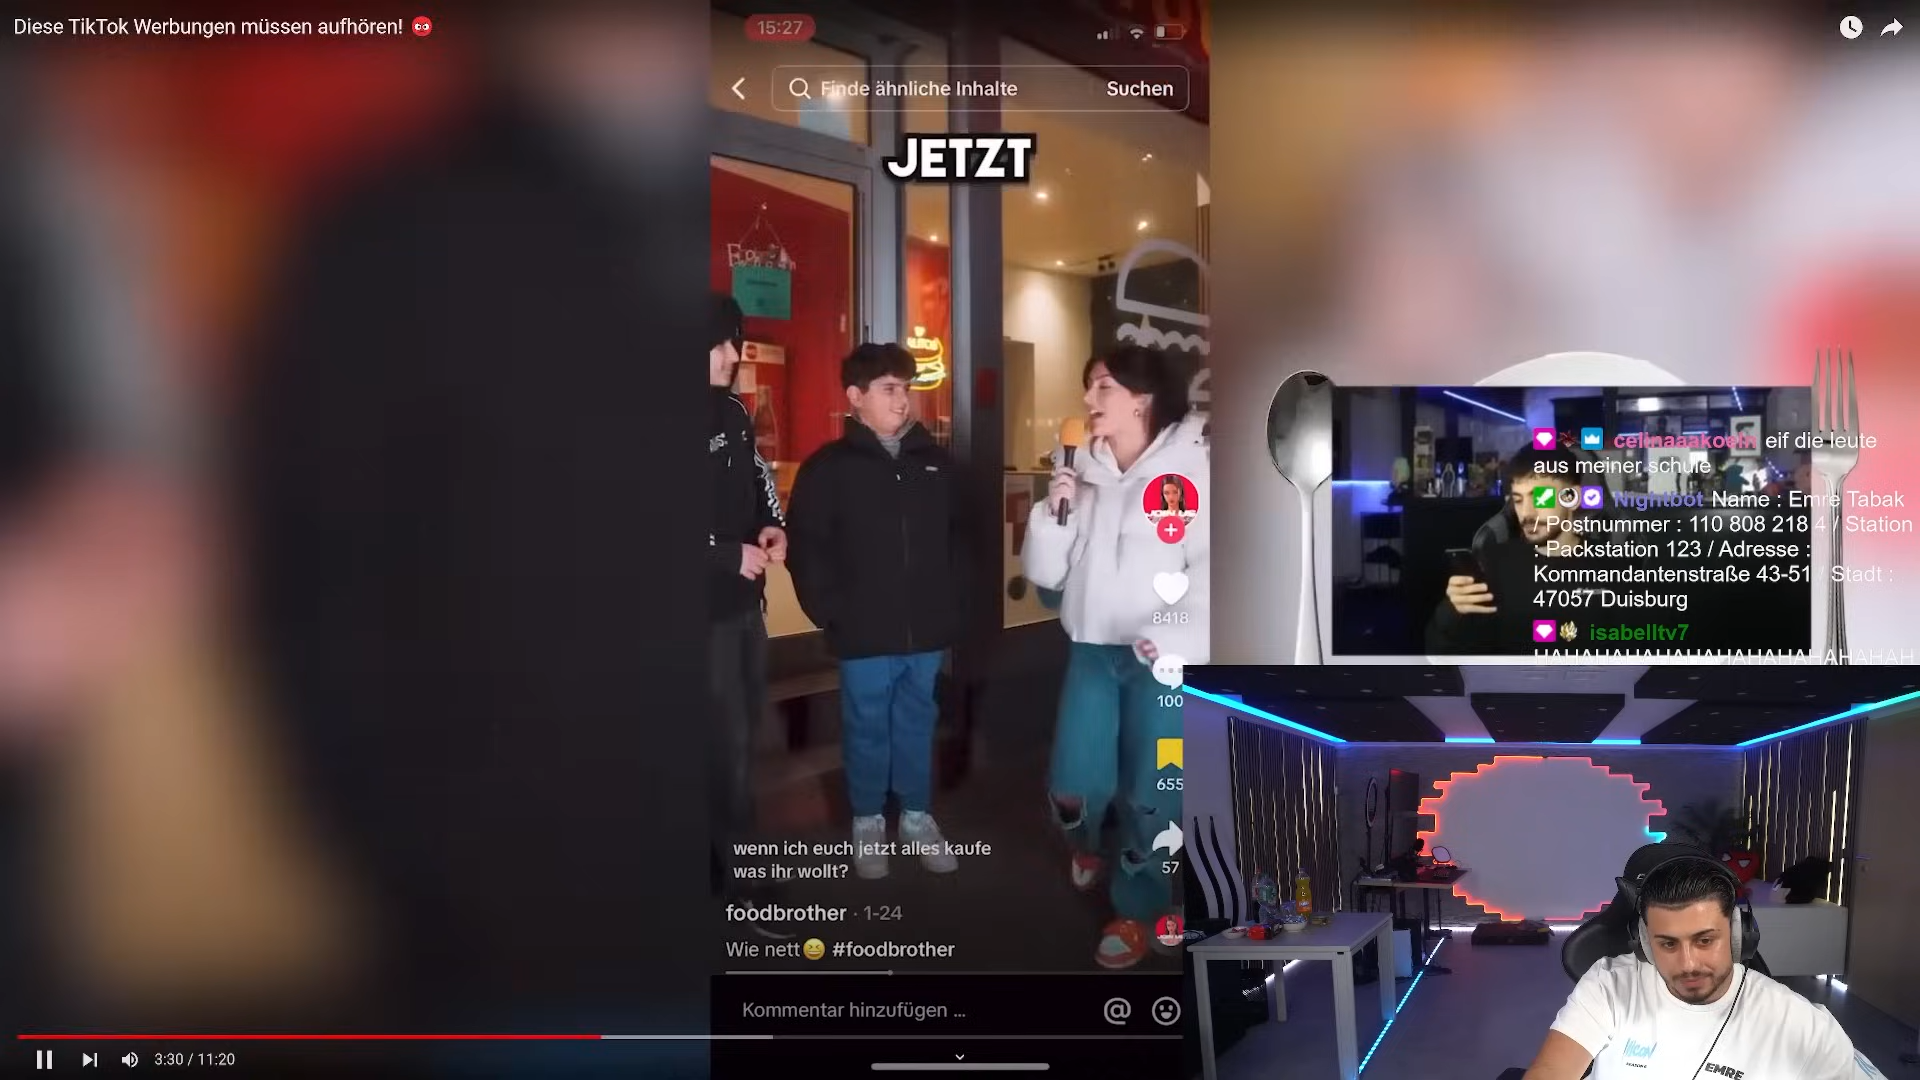 Diese TikTok Werbungen müssen aufhören!
15:27
Finde ähnliche Inhalte
Suchen
JETZT
8418
100
655
57
wenn ich euch jetzt alles kaufe
was ihr wollt?
foodbrother · 1-24
Wie nett😆 #foodbrother
Kommentar hinzufügen ...
3:30 / 11:20
celinaaakoeln eif die leute
aus meiner schule
Nightbot Name : Emre Tabak
/ Postnummer : 110 808 218 4 / Station
: Packstation 123 / Adresse :
Kommandantenstraße 43-51 / Stadt :
47057 Duisburg
isabelltv7
HAHAHAHAHAHAHAHAHAHAHAH
EMRE